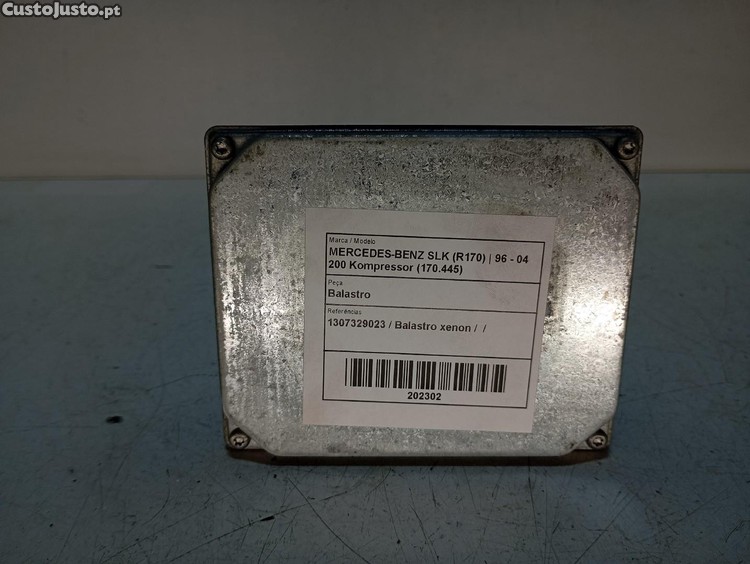 CustoJusto.pt
Marca / Modelo
MERCEDES-BENZ SLK (R170) | 96 - 04
200 Kompressor (170.445)
Peça
Balastro
Referências
1307329023 / Balastro xenon / /
202302